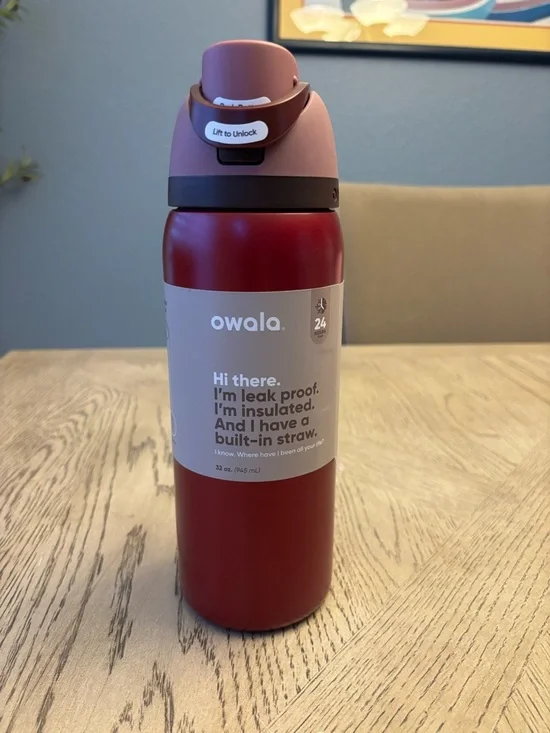 Lift to Unlock
owala.
24
Hi there.
I'm leak proof.
I'm insulated.
And I have a
built-in straw.
I know. Where have I been all your life?
32 oz. (945 mL)